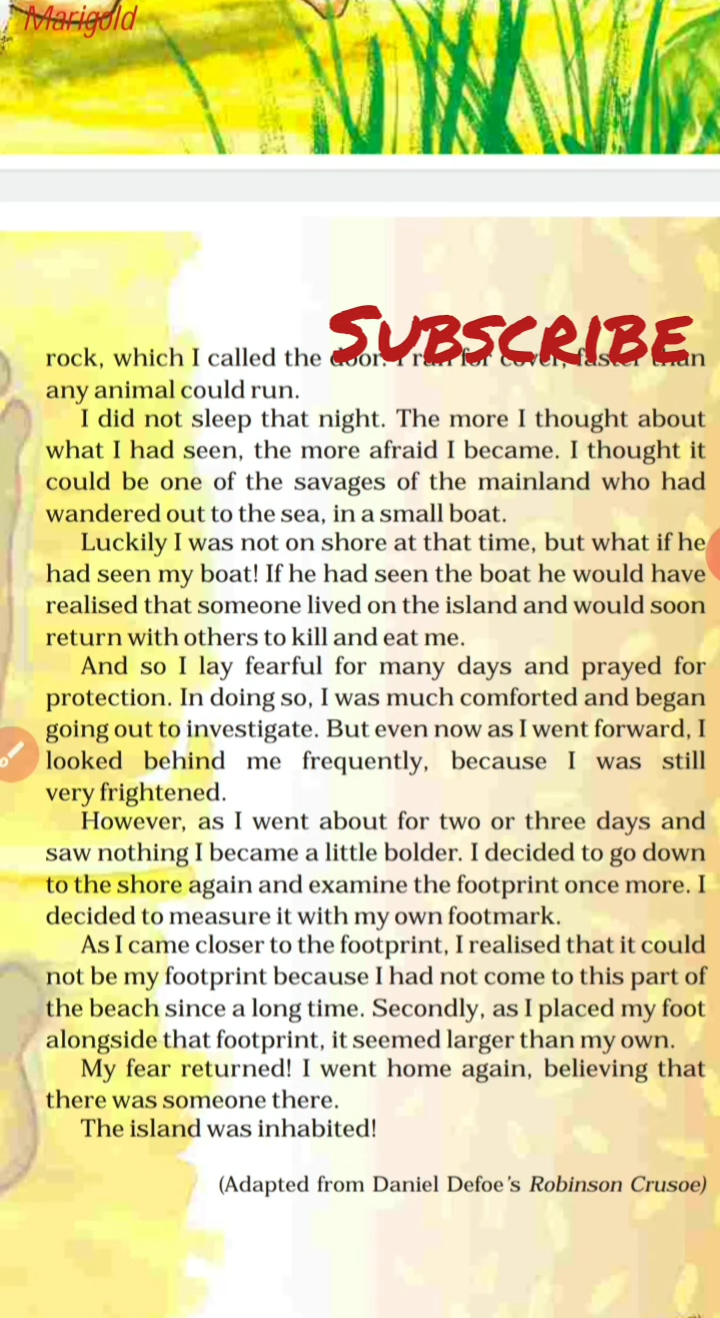 Marigold
SUBSCRIBE
rock, which I called the door. I ran for cover, faster than
any animal could run.
I did not sleep that night. The more I thought about
what I had seen, the more afraid I became. I thought it
could be one of the savages of the mainland who had
wandered out to the sea, in a small boat.
Luckily I was not on shore at that time, but what if he
had seen my boat! If he had seen the boat he would have
realised that someone lived on the island and would soon
return with others to kill and eat me.
And so I lay fearful for many days and prayed for
protection. In doing so, I was much comforted and began
going out to investigate. But even now as I went forward, I
looked behind me frequently, because I was still
very frightened.
However, as I went about for two or three days and
saw nothing I became a little bolder. I decided to go down
to the shore again and examine the footprint once more. I
decided to measure it with my own footmark.
As I came closer to the footprint, I realised that it could
not be my footprint because I had not come to this part of
the beach since a long time. Secondly, as I placed my foot
alongside that footprint, it seemed larger than my own.
My fear returned! I went home again, believing that
there was someone there.
The island was inhabited!
(Adapted from Daniel Defoe's Robinson Crusoe)